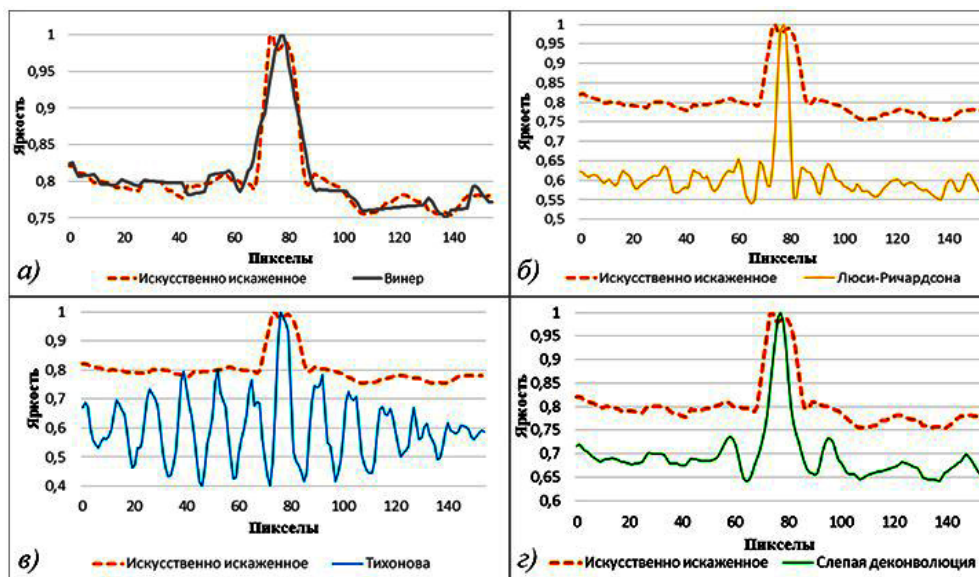 Яркость
1
0,95
0,9
0,85
0,8
0,75
0 20 40 60 80 100 120 140
Пикселы
а)
Искусственно искаженное Винер
Яркость
1
0,95
0,9
0,85
0,8
0,75
0,7
0,65
0,6
0,55
0,5
0 20 40 60 80 100 120 140
Пикселы
б)
Искусственно искаженное Люси-Ричардсона
Яркость
1
0,9
0,8
0,7
0,6
0,5
0,4
0 20 40 60 80 100 120 140
Пикселы
в)
Искусственно искаженное Тихонова
Яркость
1
0,95
0,9
0,85
0,8
0,75
0,7
0,65
0,6
0 20 40 60 80 100 120 140
Пикселы
г)
Искусственно искаженное Слепая деконволюция